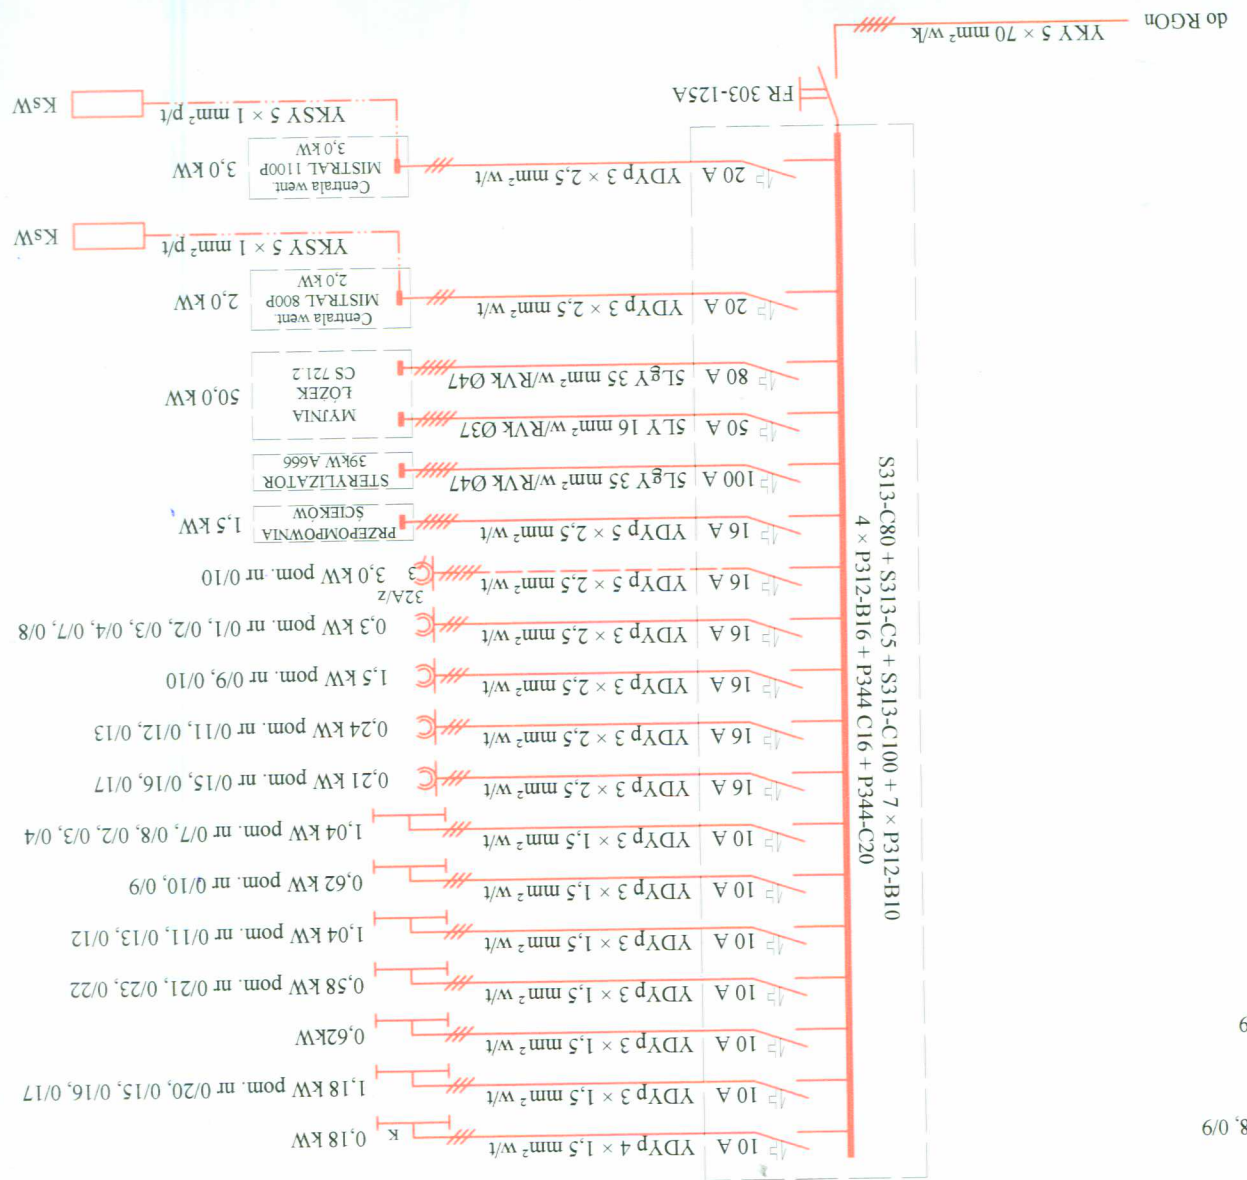 10 A YDYp 4 × 1,5 mm² w/t K 0,18 kW
8, 0/9
10 A YDYp 3 × 1,5 mm² w/t 1,18 kW pom. nr 0/20, 0/15, 0/16, 0/17
10 A YDYp 3 × 1,5 mm² w/t 0,62kW
9
10 A YDYp 3 × 1,5 mm² w/t 0,58 kW pom. nr 0/21, 0/23, 0/22
10 A YDYp 3 × 1,5 mm² w/t 1,04 kW pom. nr 0/11, 0/13, 0/12
10 A YDYp 3 × 1,5 mm² w/t 0,62 kW pom. nr 0/10, 0/9
10 A YDYp 3 × 1,5 mm² w/t 1,04 kW pom. nr 0/7, 0/8, 0/2, 0/3, 0/4
16 A YDYp 3 × 2,5 mm² w/t 0,21 kW pom. nr 0/15, 0/16, 0/17
16 A YDYp 3 × 2,5 mm² w/t 0,24 kW pom. nr 0/11, 0/12, 0/13
16 A YDYp 3 × 2,5 mm² w/t 1,5 kW pom. nr 0/9, 0/10
16 A YDYp 3 × 2,5 mm² w/t 0,3 kW pom. nr 0/1, 0/2, 0/3, 0/4, 0/7, 0/8
32A/z
16 A YDYp 5 × 2,5 mm² w/t 3 3,0 kW pom. nr 0/10
16 A YDYp 5 × 2,5 mm² w/t
PRZEPOMPOWNIA
ŚCIEKÓW
1,5 kW
100 A 5LgY 35 mm² w/RVk Ø47
STERYLIZATOR
39kW A666
50 A 5LY 16 mm² w/RVk Ø37
80 A 5LgY 35 mm² w/RVk Ø47
MYJNIA
ŁÓŻEK
CS 721.2
50,0 kW
20 A YDYp 3 × 2,5 mm² w/t
Centrala went.
MISTRAL 800P
2,0 kW
2,0 kW
YKSY 5 × 1 mm² p/t KsW
20 A YDYp 3 × 2,5 mm² w/t
Centrala went.
MISTRAL 1100P
3,0 kW
3,0 kW
YKSY 5 × 1 mm² p/t KsW
S313-C80 + S313-C5 + S313-C100 + 7 × P312-B10
4 × P312-B16 + P344 C16 + P344-C20
FR 303-125A
do RGOn YKY 5 × 70 mm² w/k